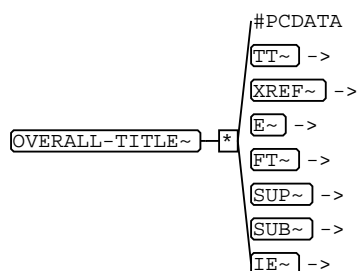 #PCDATA
TT~ ->
XREF~ ->
E~ ->
OVERALL-TITLE~ *
FT~ ->
SUP~ ->
SUB~ ->
IE~ ->